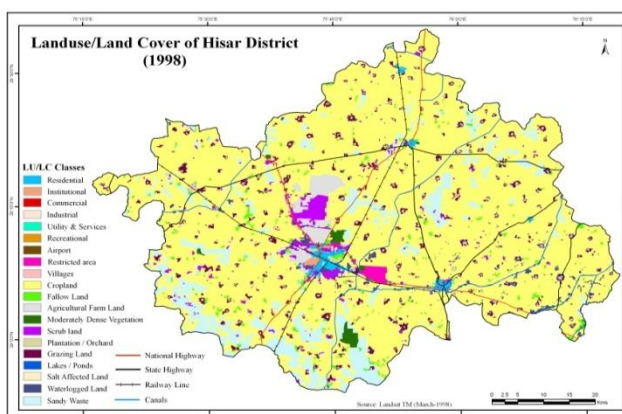 Landuse/Land Cover of Hisar District
(1998)
N
LU/LC Classes
Residential
Institutional
Commercial
Industrial
Utility & Services
Recreational
Airport
Restricted area
Villages
Cropland
Fallow Land
Agricultural Farm Land
Moderately Dense Vegetation
Scrub land
Plantation / Orchard
Grazing Land
Lakes / Ponds
Salt Affected Land
Waterlogged Land
Sandy Waste
National Highway
State Highway
Railway Line
Canals
0 2.5 5 10 15 20
Kms
Source: Landsat TM (March-1998)